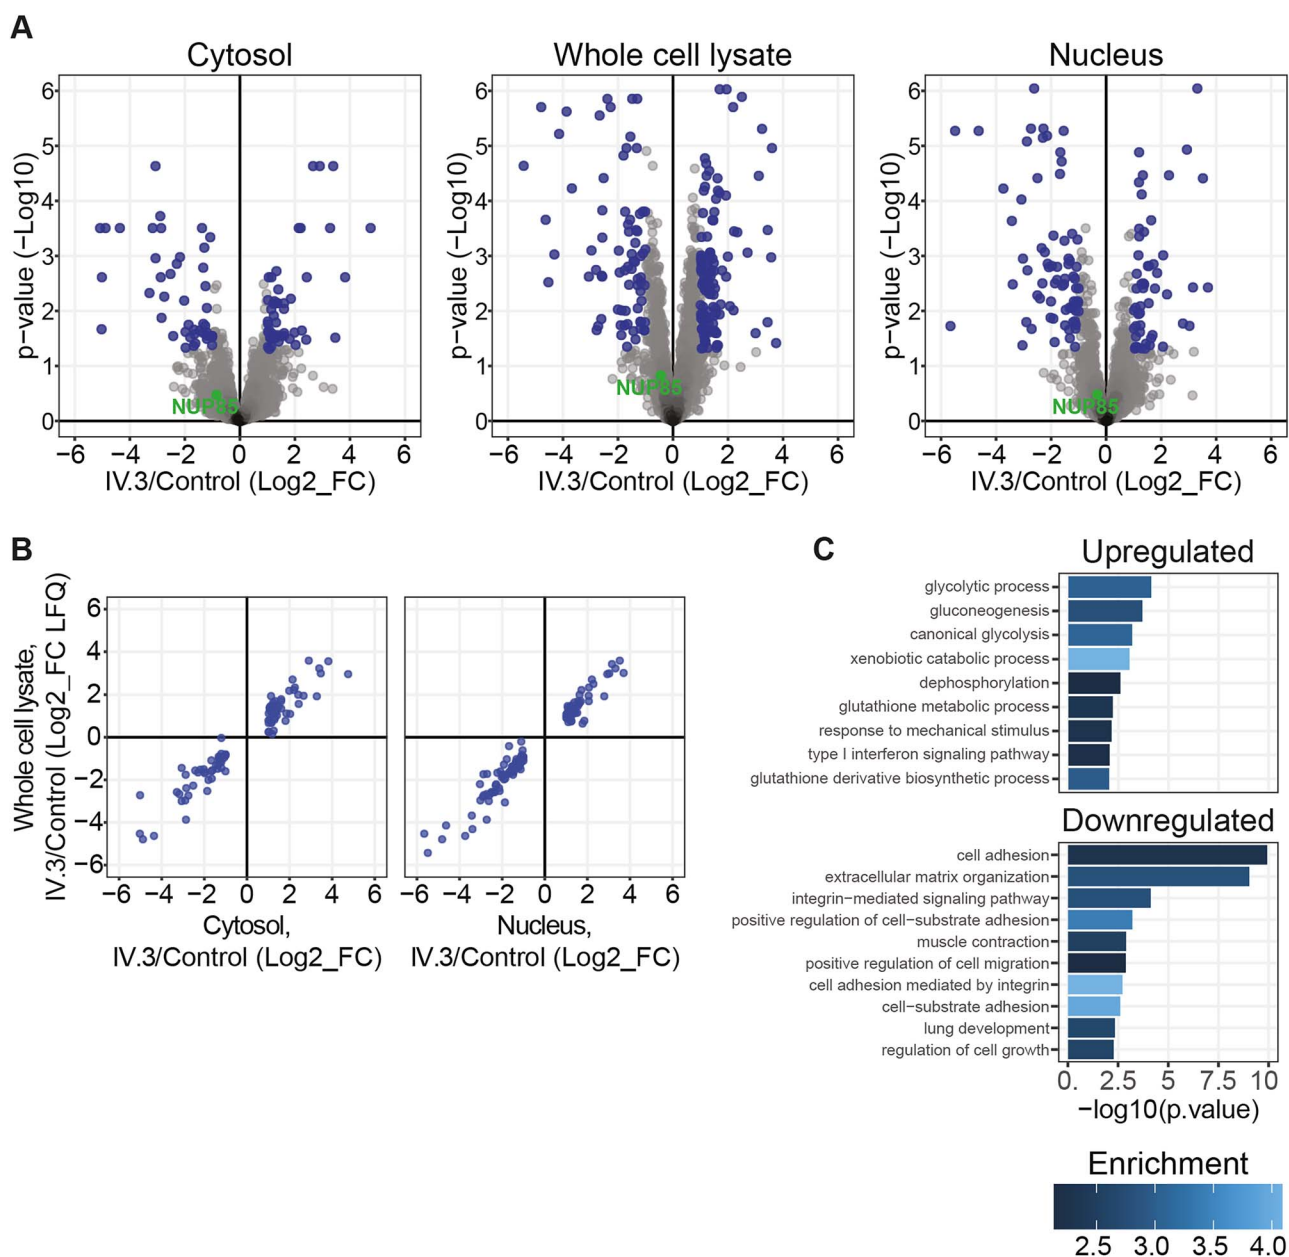 A
Cytosol
Whole cell lysate
Nucleus
p-value (−Log10)
6
5
4
3
2
1
0
NUP85
−6 −4 −2 0 2 4 6
IV.3/Control (Log2_FC)
p-value (−Log10)
6
5
4
3
2
1
0
NUP85
−6 −4 −2 0 2 4 6
IV.3/Control (Log2_FC)
p-value (−Log10)
6
5
4
3
2
1
0
NUP85
−6 −4 −2 0 2 4 6
IV.3/Control (Log2_FC)
B
Whole cell lysate,
IV.3/Control (Log2_FC LFQ)
6
4
2
0
−2
−4
−6
−6 −4 −2 0 2 4 6
Cytosol,
IV.3/Control (Log2_FC)
−6 −4 −2 0 2 4 6
Nucleus,
IV.3/Control (Log2_FC)
C
Upregulated
glycolytic process
gluconeogenesis
canonical glycolysis
xenobiotic catabolic process
dephosphorylation
glutathione metabolic process
response to mechanical stimulus
type I interferon signaling pathway
glutathione derivative biosynthetic process
Downregulated
cell adhesion
extracellular matrix organization
integrin−mediated signaling pathway
positive regulation of cell−substrate adhesion
muscle contraction
positive regulation of cell migration
cell adhesion mediated by integrin
cell−substrate adhesion
lung development
regulation of cell growth
0. 2.5 5 7.5 10
−log10(p.value)
Enrichment
2.5 3.0 3.5 4.0